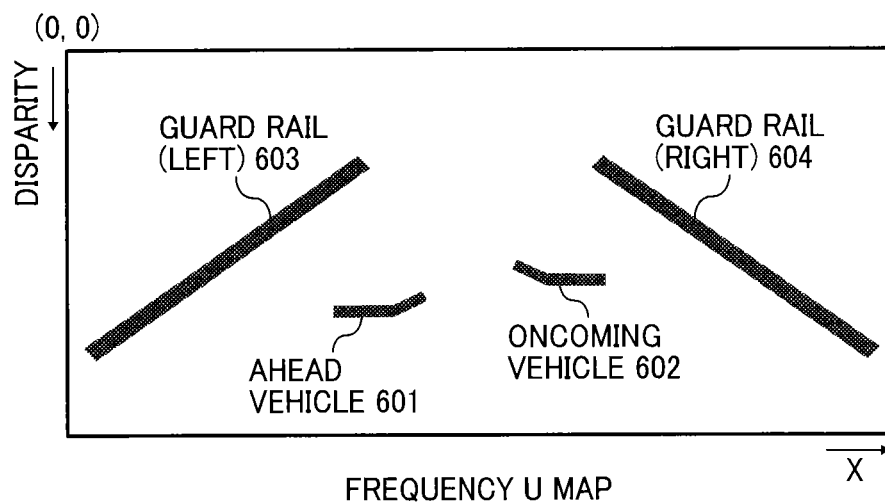 (0, 0)
DISPARITY
GUARD RAIL
(LEFT) 603
GUARD RAIL
(RIGHT) 604
AHEAD
VEHICLE 601
ONCOMING
VEHICLE 602
X
FREQUENCY U MAP